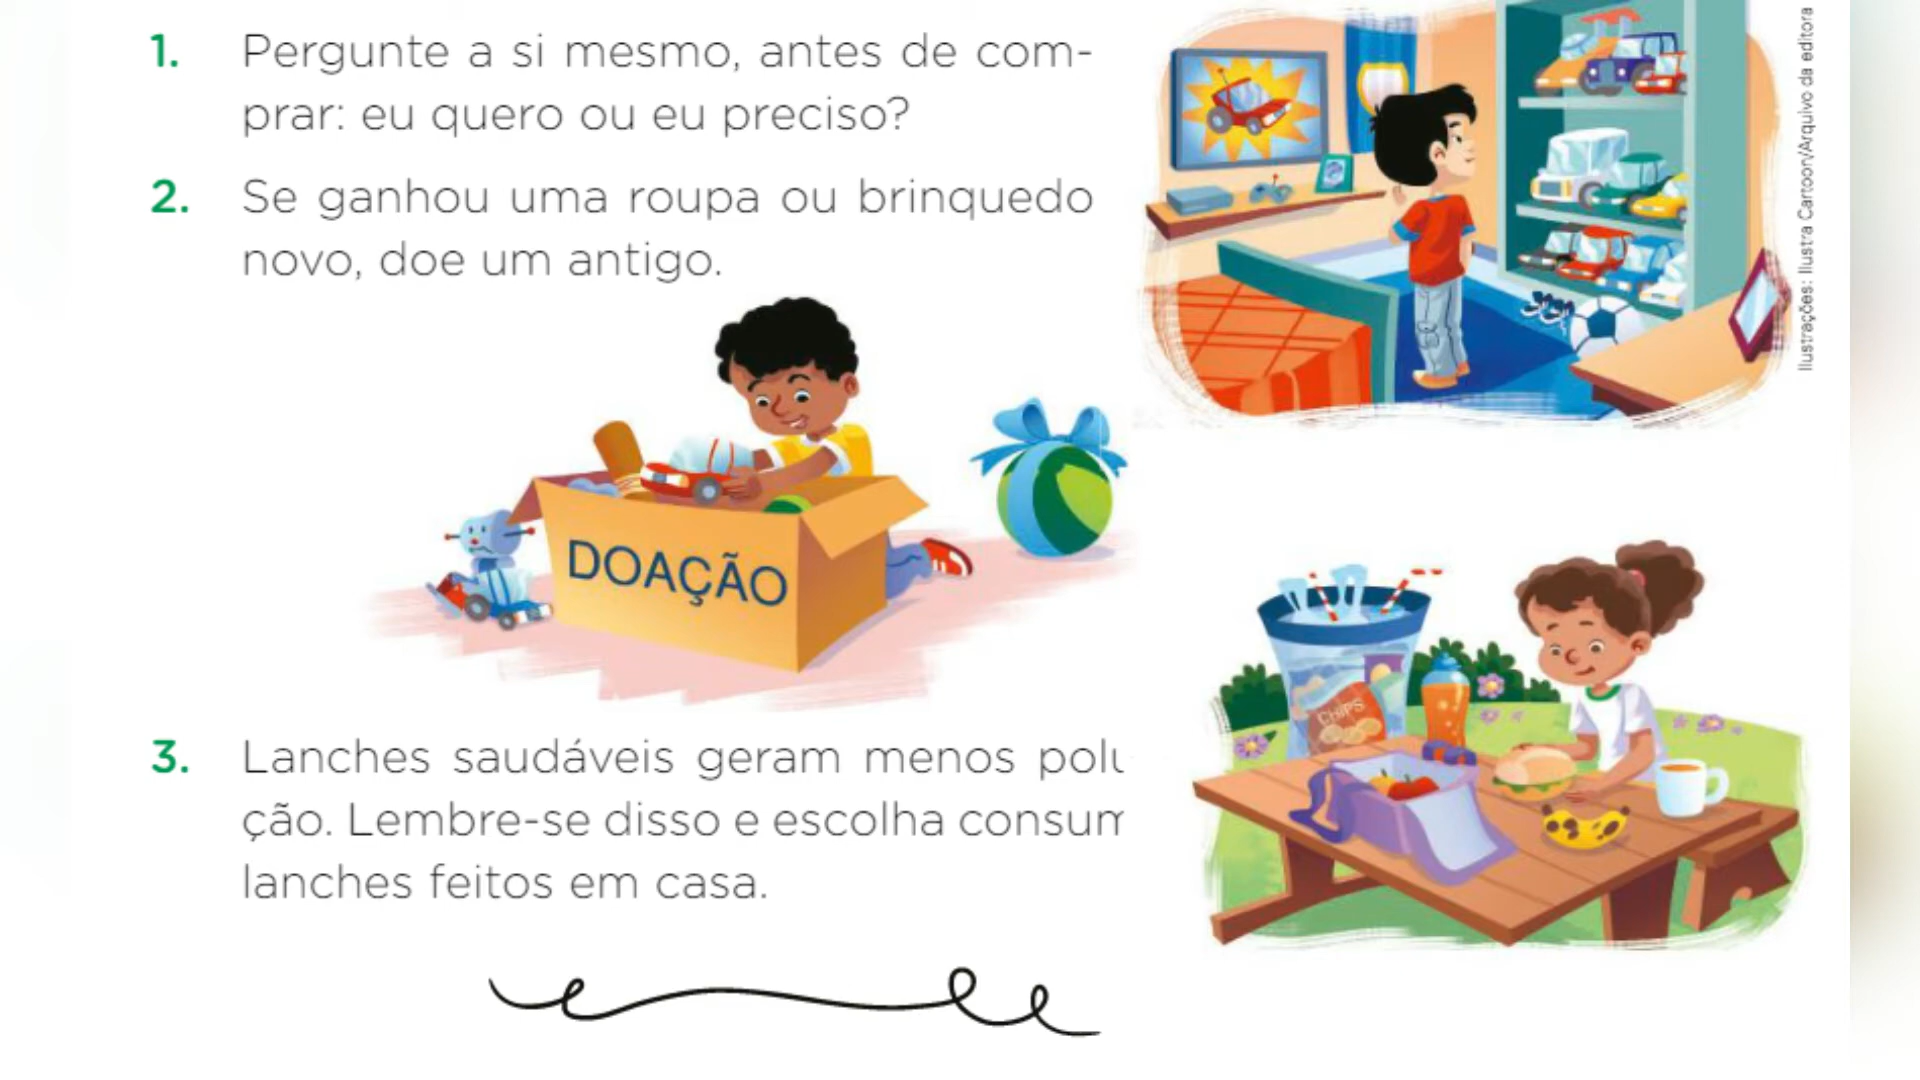 1. Pergunte a si mesmo, antes de com-
prar: eu quero ou eu preciso?
2. Se ganhou uma roupa ou brinquedo
novo, doe um antigo.
DOAÇÃO
3. Lanches saudáveis geram menos
ção. Lembre-se disso e escolha
lanches feitos em casa.
CHIPS
Ilustrações: Ilustra Cartoon/Arquivo da editora